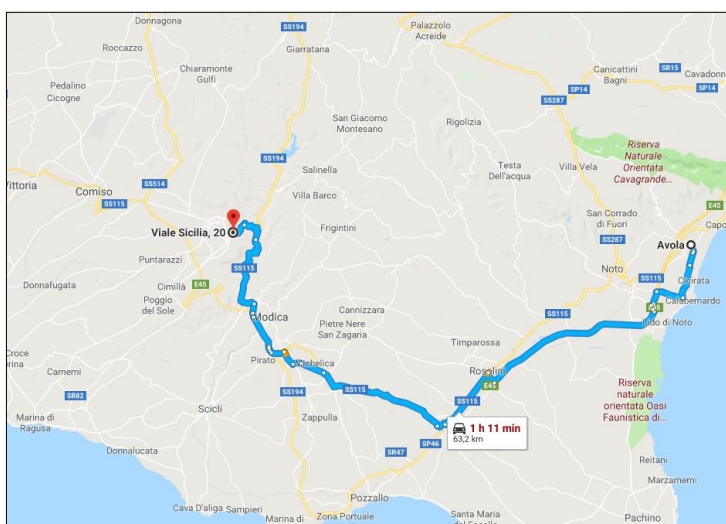 Donnagona
SS194
Palazzolo
Acreide
Roccazzo
Giarratana
Canicattini
Bagni
SR15
Cavadonna
Chiaramonte
Gulfi
Pedalino
Cicogne
SP14
SP14
SS287
San Giacomo
Montesano
Rigolizia
Riserva
Naturale
Orientata
Cavagrande...
SS194
Testa
Dell'acqua
Villa Vela
Vittoria
SS514
Salinella
Comiso
SS115
Villa Barco
E45
San Corrado
di Fuori
Viale Sicilia, 20
Frigintini
SS287
Avola
Puntarazzi
SS115
Noto
SS115
Donnafugata
E45
Cimillà
Poggio
del Sole
Calabernardo
Lido di Noto
Modica
Cannizzara
SS115
Pietre Nere
San Zagaria
Timparossa
Croce
Pirato
Camemi
Rosolini
E45
SR82
SS115
SS194
SS115
Riserva
naturale
orientata Oasi
Faunistica di...
Scicli
Zappulla
Marina di
Ragusa
1 h 11 min
63,2 km
SP46
SR47
Donnalucata
Reitani
Marzamemi
Pozzallo
Cava D'aliga
Sampieri
Marina di
Zona Portuale
Santa Maria
Pachino